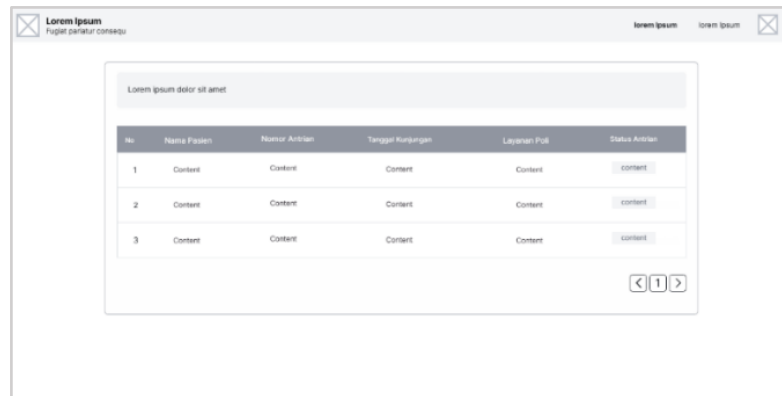 Lorem Ipsum
Fugiat pariatur consequ
lorem ipsum lorem ipsum
Lorem ipsum dolor sit amet
No Nama Pasien Nomor Antrian Tanggal Kunjungan Layanan Poli Status Antrian
1 Content Content Content Content content
2 Content Content Content Content content
3 Content Content Content Content content
< 1 >